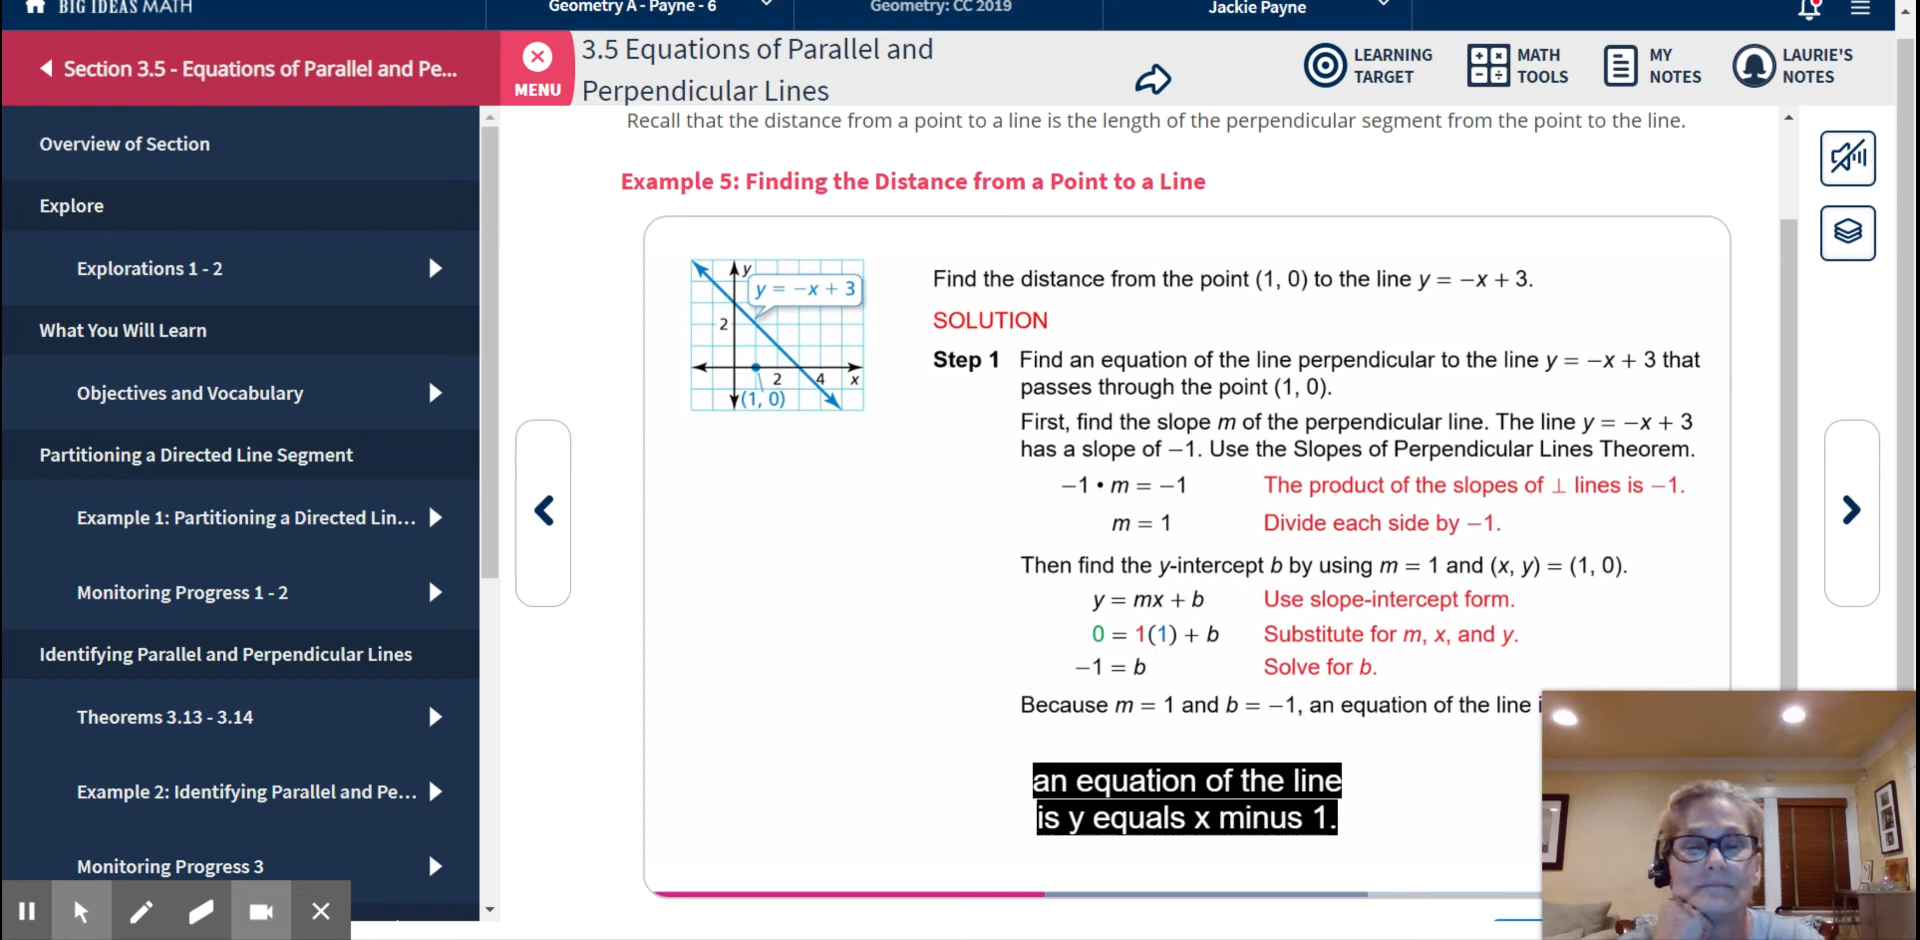 BIG IDEAS MATH
Geometry A - Payne - 6
Geometry: CC 2019
Jackie Payne
Section 3.5 - Equations of Parallel and Pe...
MENU
3.5 Equations of Parallel and
Perpendicular Lines
LEARNING
TARGET
MATH
TOOLS
MY
NOTES
LAURIE'S
NOTES
Overview of Section
Explore
Explorations 1 - 2
What You Will Learn
Objectives and Vocabulary
Partitioning a Directed Line Segment
Example 1: Partitioning a Directed Lin...
Monitoring Progress 1 - 2
Identifying Parallel and Perpendicular Lines
Theorems 3.13 - 3.14
Example 2: Identifying Parallel and Pe...
Monitoring Progress 3
Recall that the distance from a point to a line is the length of the perpendicular segment from the point to the line.
Example 5: Finding the Distance from a Point to a Line
y
y = −x + 3
2
2
4
x
(1, 0)
Find the distance from the point (1, 0) to the line y = −x + 3.
SOLUTION
Step 1 Find an equation of the line perpendicular to the line y = −x + 3 that
passes through the point (1, 0).
First, find the slope m of the perpendicular line. The line y = −x + 3
has a slope of −1. Use the Slopes of Perpendicular Lines Theorem.
−1 • m = −1 The product of the slopes of ⊥ lines is −1.
m = 1 Divide each side by −1.
Then find the y-intercept b by using m = 1 and (x, y) = (1, 0).
y = mx + b Use slope-intercept form.
0 = 1(1) + b Substitute for m, x, and y.
−1 = b Solve for b.
Because m = 1 and b = −1, an equation of the line
an equation of the line
is y equals x minus 1.